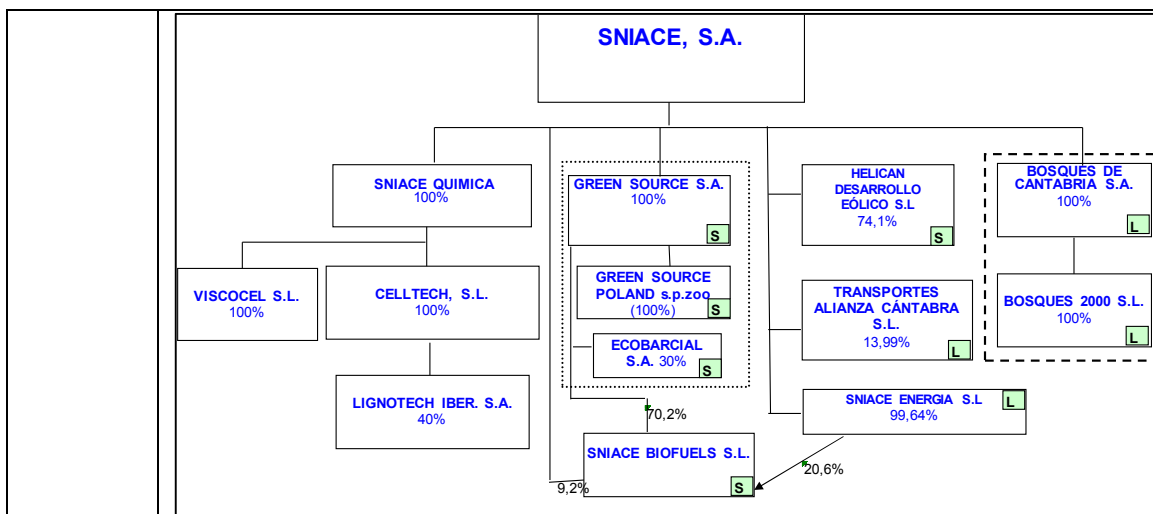 SNIACE, S.A.
SNIACE QUIMICA
100%
GREEN SOURCE S.A.
100%
S
HELICAN
DESARROLLO
EÓLICO S.L
74,1%
S
BOSQUES DE
CANTABRIA S.A.
100%
L
VISCOCEL S.L.
100%
CELLTECH, S.L.
100%
GREEN SOURCE
POLAND s.p.zoo
(100%)
S
TRANSPORTES
ALIANZA CÁNTABRA
S.L.
13,99%
L
BOSQUES 2000 S.L.
100%
L
ECOBARCIAL
S.A. 30%
S
LIGNOTECH IBER. S.A.
40%
SNIACE ENERGIA S.L
99,64%
L
70,2%
SNIACE BIOFUELS S.L.
S
20,6%
9,2%